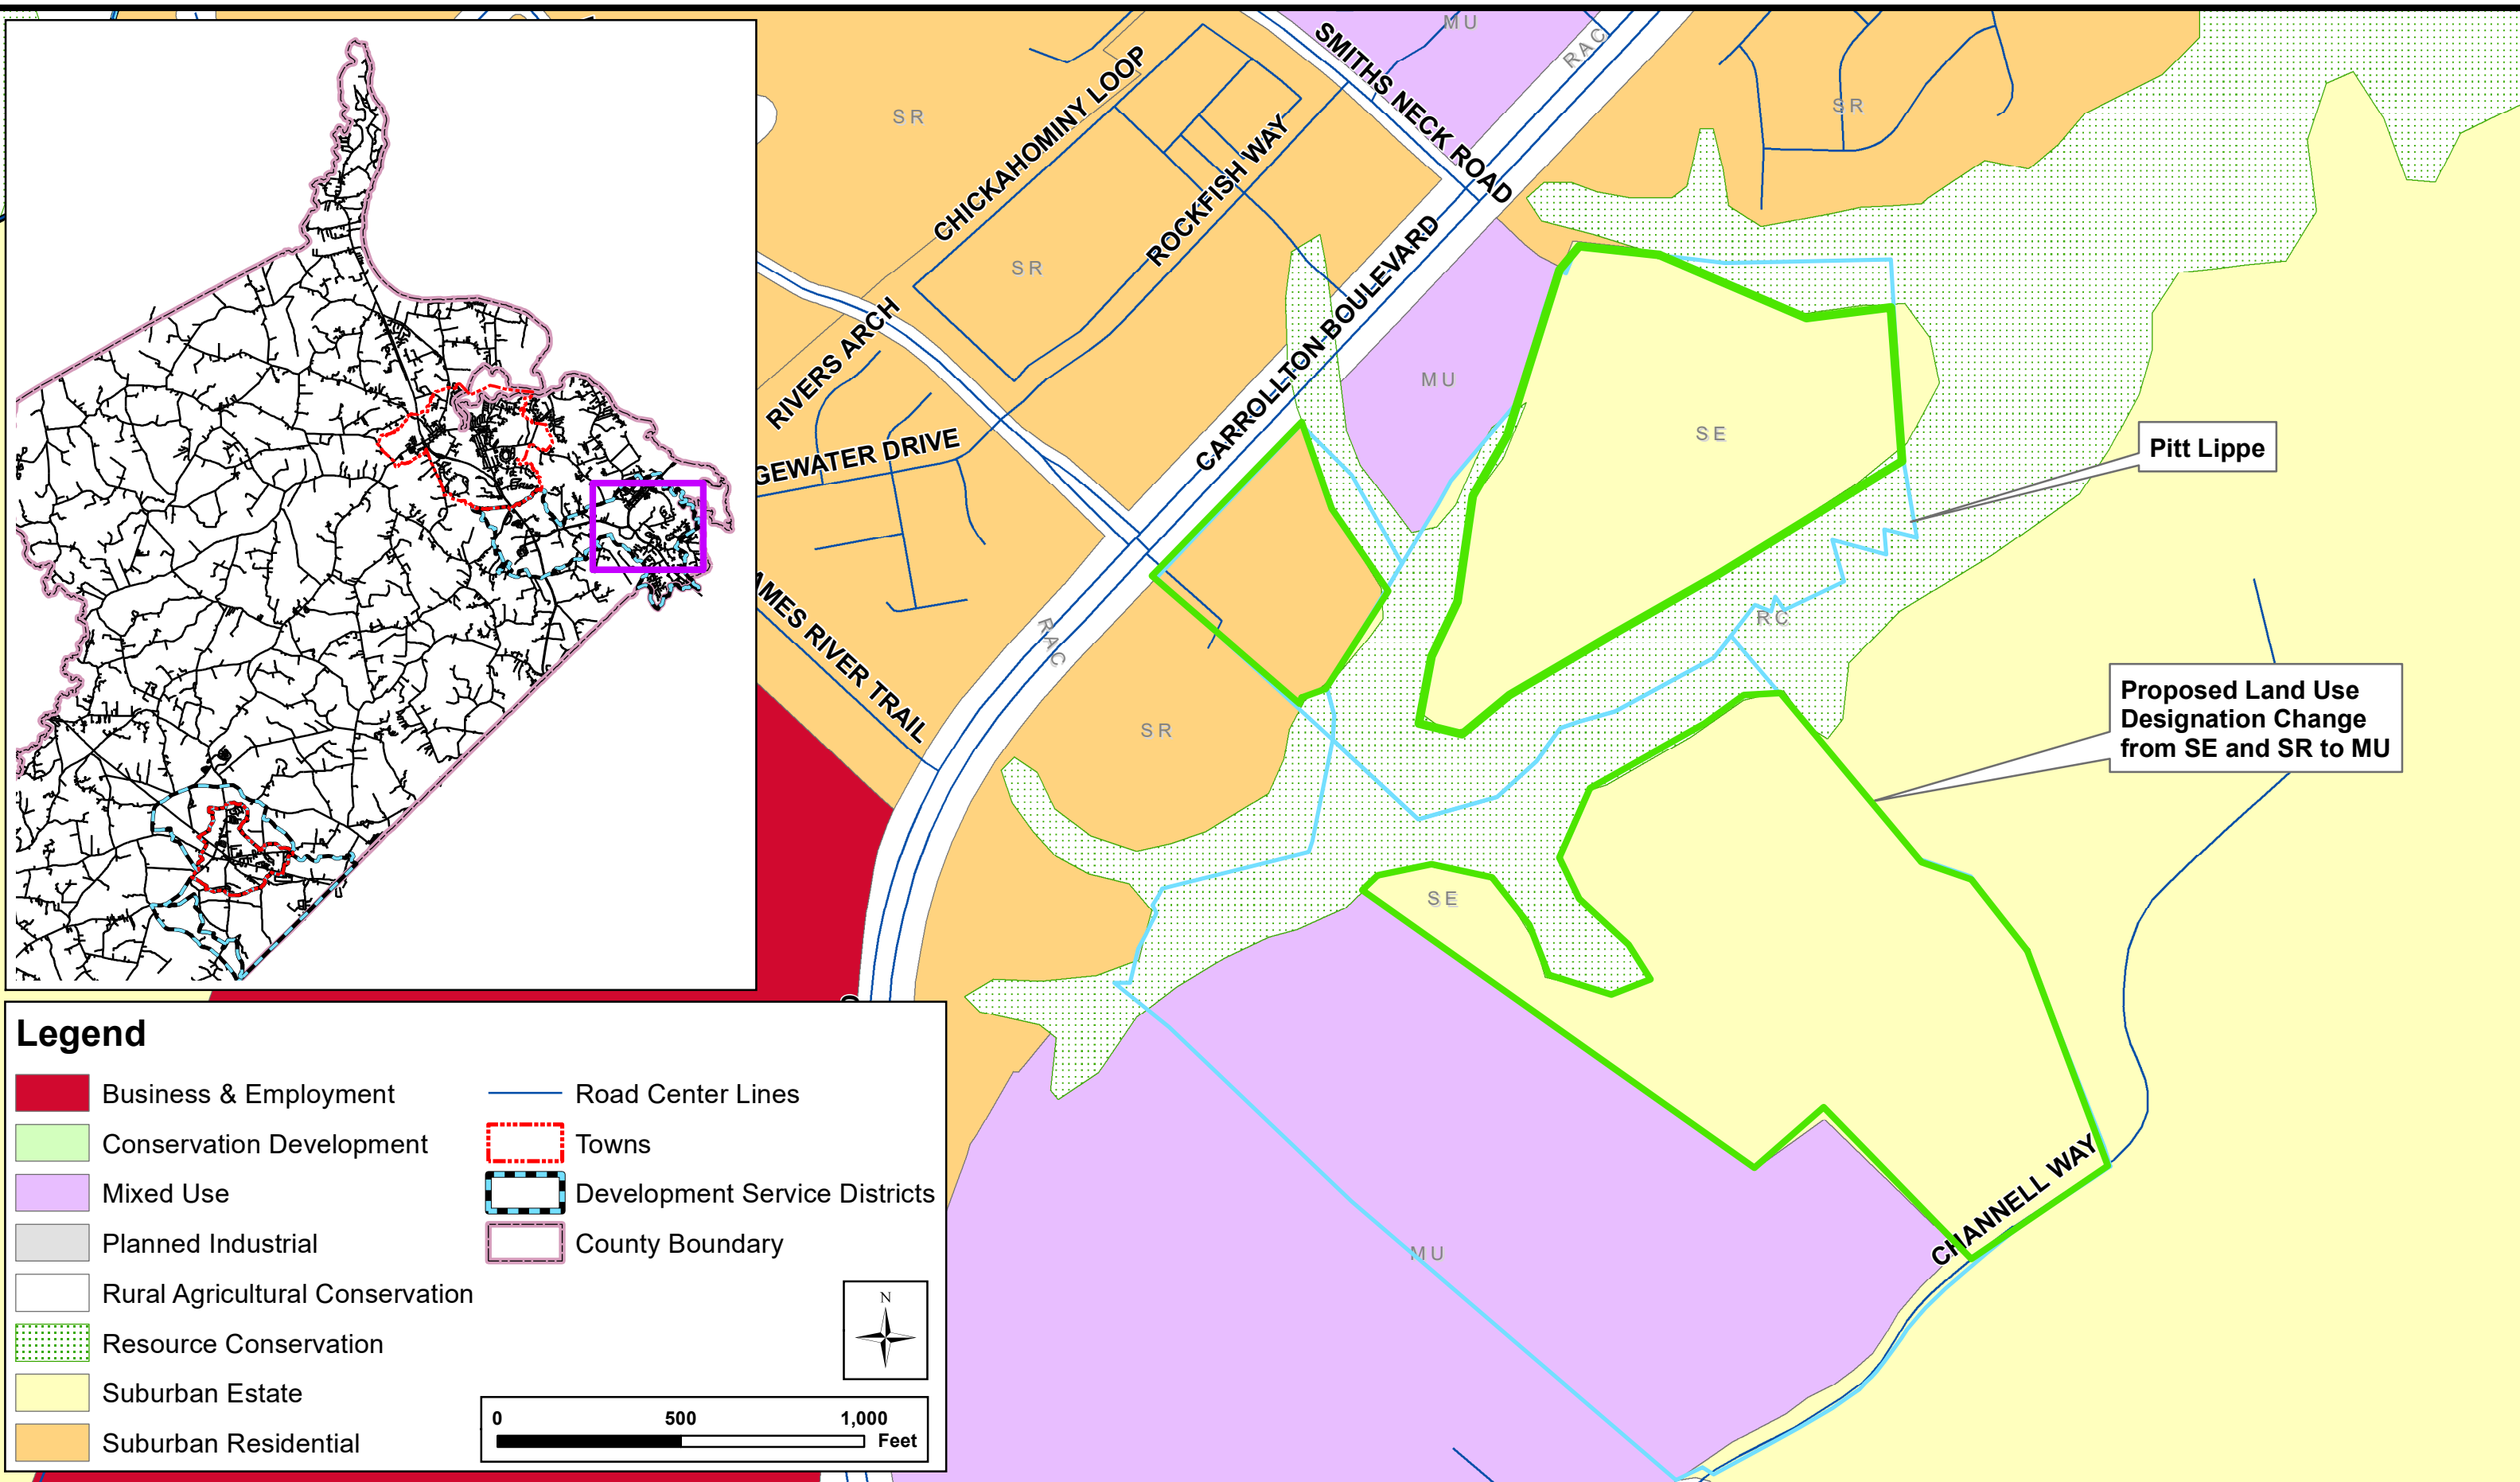 MU
RAC
SMITHS NECK ROAD
CHICKAHOMINY LOOP
SR
SR
ROCKFISH WAY
SR
CARROLLTON BOULEVARD
RIVERS ARCH
MU
SE
GEWATER DRIVE
Pitt Lippe
AMES RIVER TRAIL
RAC
RC
SR
Proposed Land Use
Designation Change
from SE and SR to MU
SE
MU
CHANNELL WAY
Legend
Business & Employment
Conservation Development
Mixed Use
Planned Industrial
Rural Agricultural Conservation
Resource Conservation
Suburban Estate
Suburban Residential
Road Center Lines
Towns
Development Service Districts
County Boundary
N
0 500 1,000
Feet